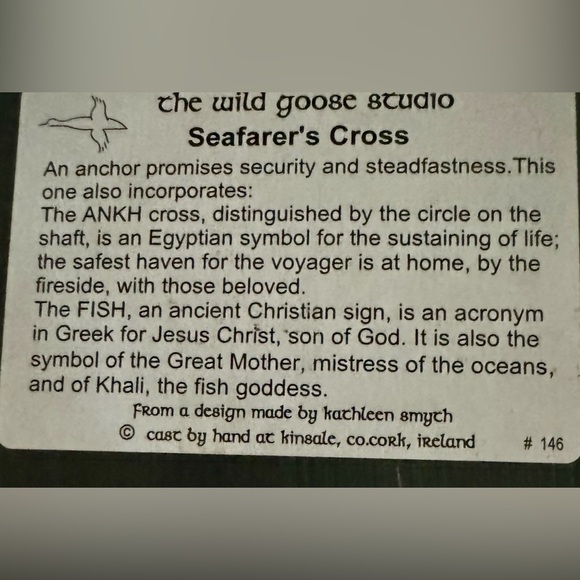 the wild goose studio
Seafarer's Cross
An anchor promises security and steadfastness.This
one also incorporates:
The ANKH cross, distinguished by the circle on the
shaft, is an Egyptian symbol for the sustaining of life;
the safest haven for the voyager is at home, by the
fireside, with those beloved.
The FISH, an ancient Christian sign, is an acronym
in Greek for Jesus Christ, son of God. It is also the
symbol of the Great Mother, mistress of the oceans,
and of Khali, the fish goddess.
From a design made by kathleen smyth
© cast by hand at kinsale, co.cork, ireland # 146